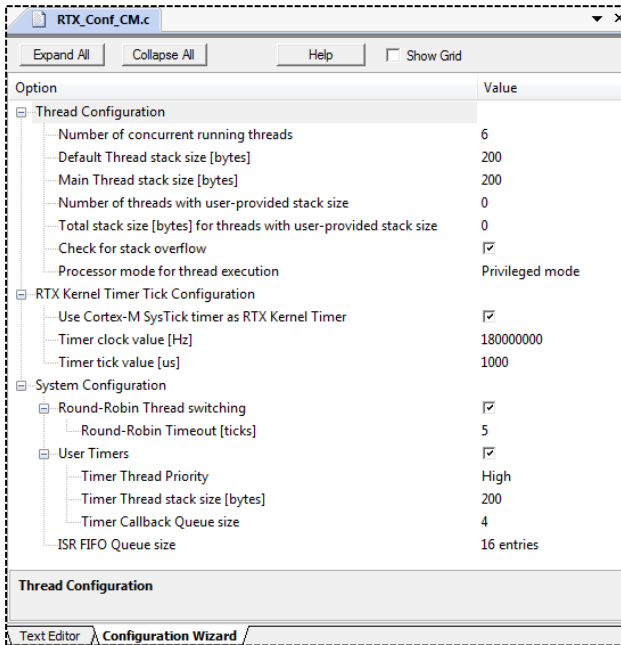 RTX_Conf_CM.c
Expand All Collapse All Help Show Grid
Option Value
Thread Configuration
Number of concurrent running threads 6
Default Thread stack size [bytes] 200
Main Thread stack size [bytes] 200
Number of threads with user-provided stack size 0
Total stack size [bytes] for threads with user-provided stack size 0
Check for stack overflow
Processor mode for thread execution Privileged mode
RTX Kernel Timer Tick Configuration
Use Cortex-M SysTick timer as RTX Kernel Timer
Timer clock value [Hz] 180000000
Timer tick value [us] 1000
System Configuration
Round-Robin Thread switching
Round-Robin Timeout [ticks] 5
User Timers
Timer Thread Priority High
Timer Thread stack size [bytes] 200
Timer Callback Queue size 4
ISR FIFO Queue size 16 entries
Thread Configuration
Text Editor Configuration Wizard